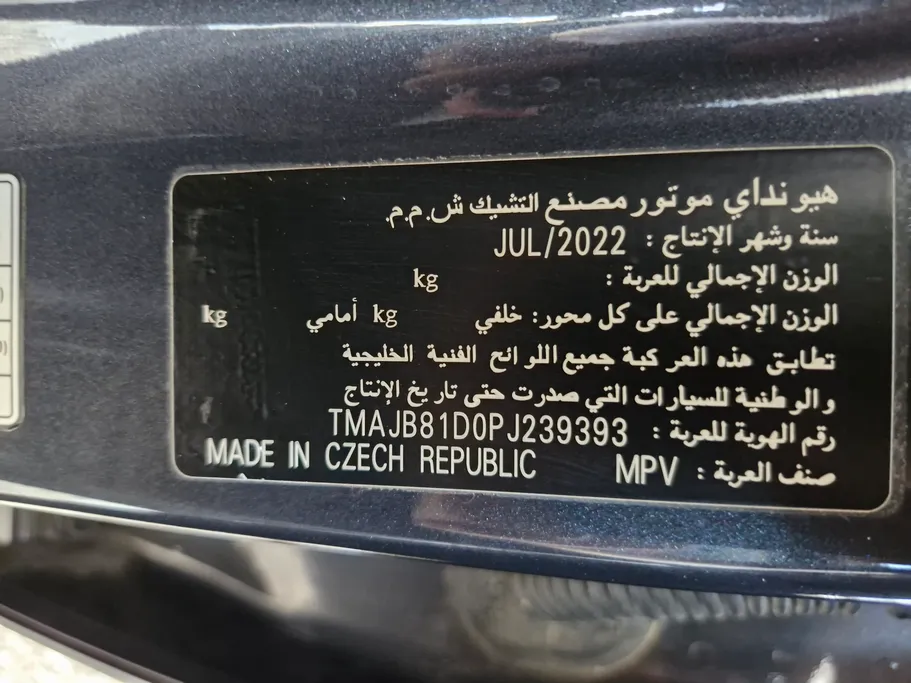 هيونداي موتور مصنع التشيك ش.م.م.
سنة وشهر الإنتاج : JUL/2022
الوزن الإجمالي للعربة : kg
الوزن الإجمالي على كل محور: خلفي kg أمامي kg
تطابق هذه المركبة جميع اللوائح الفنية الخليجية
والوطنية للسيارات التي صدرت حتى تاريخ الإنتاج
رقم الهوية للعربة : TMAJB81D0PJ239393
صنف العربة : MPV MADE IN CZECH REPUBLIC